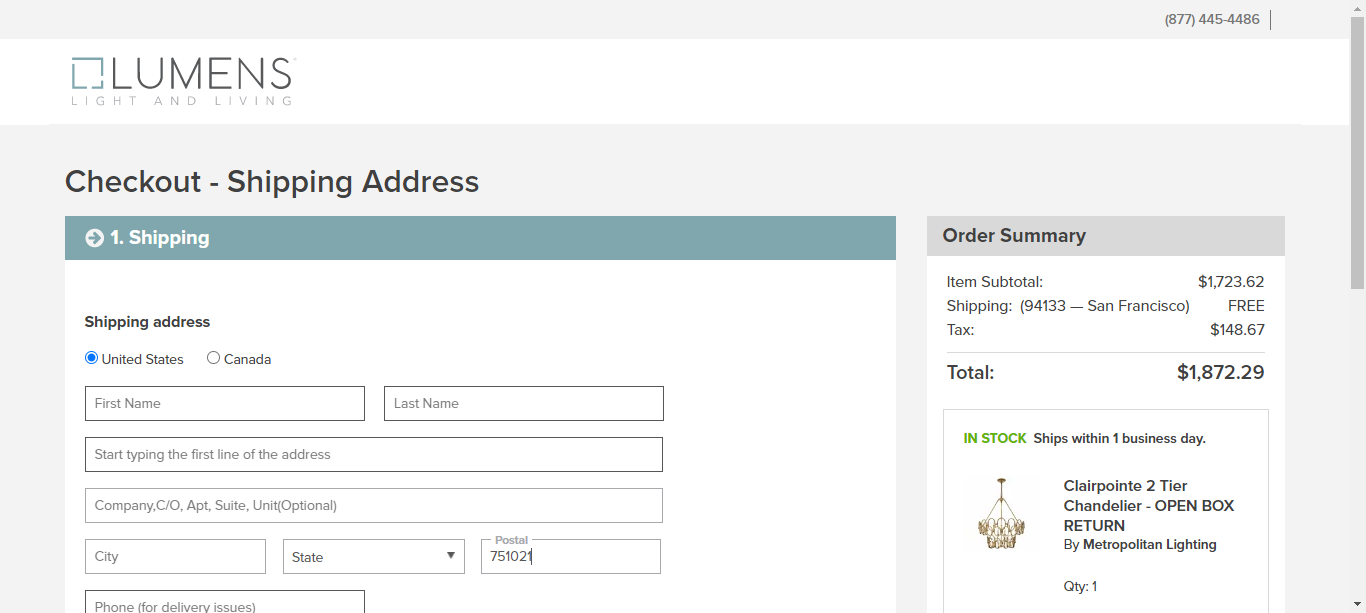 (877) 445-4486
LUMENS
LIGHT AND LIVING
Checkout - Shipping Address
1. Shipping
Shipping address
United States
Canada
First Name
Last Name
Start typing the first line of the address
Company,C/O, Apt, Suite, Unit(Optional)
City
State
Postal
751021
Phone (for delivery issues)
Order Summary
Item Subtotal: $1,723.62
Shipping: (94133 — San Francisco) FREE
Tax: $148.67
Total: $1,872.29
IN STOCK Ships within 1 business day.
Clairpointe 2 Tier
Chandelier - OPEN BOX
RETURN
By Metropolitan Lighting
Qty: 1